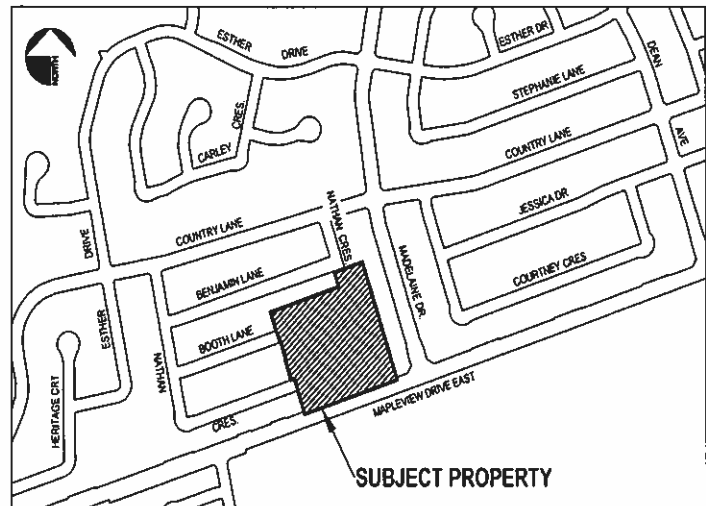 NORTH
ESTHER
DRIVE
ESTHER DR.
DEAN
AVE
STEPHANIE LANE
CARLEY
CRES.
COUNTRY LANE
JESSICA DR.
NATHAN CRES.
COUNTRY LANE
DRIVE
ESTHER
BENJAMIN LANE
MADELAINE DR.
COURTNEY CRES
BOOTH LANE
NATHAN
CRES.
HERITAGE CRT
MAPLEVIEW DRIVE EAST
SUBJECT PROPERTY